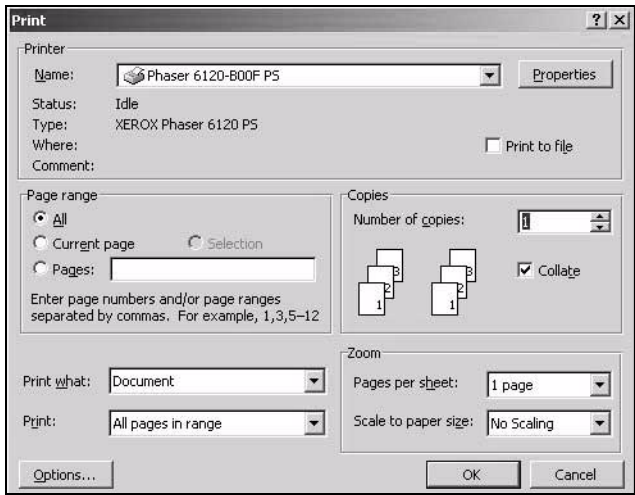 Print
Printer
Name: Phaser 6120-B00F PS Properties
Status: Idle
Type: XEROX Phaser 6120 PS
Where: Print to file
Comment:
Page range
All
Current page Selection
Pages:
Enter page numbers and/or page ranges
separated by commas. For example, 1,3,5–12
Copies
Number of copies: 1
3 3
2 2
1 1
Collate
Print what: Document
Print: All pages in range
Zoom
Pages per sheet: 1 page
Scale to paper size: No Scaling
Options... OK Cancel